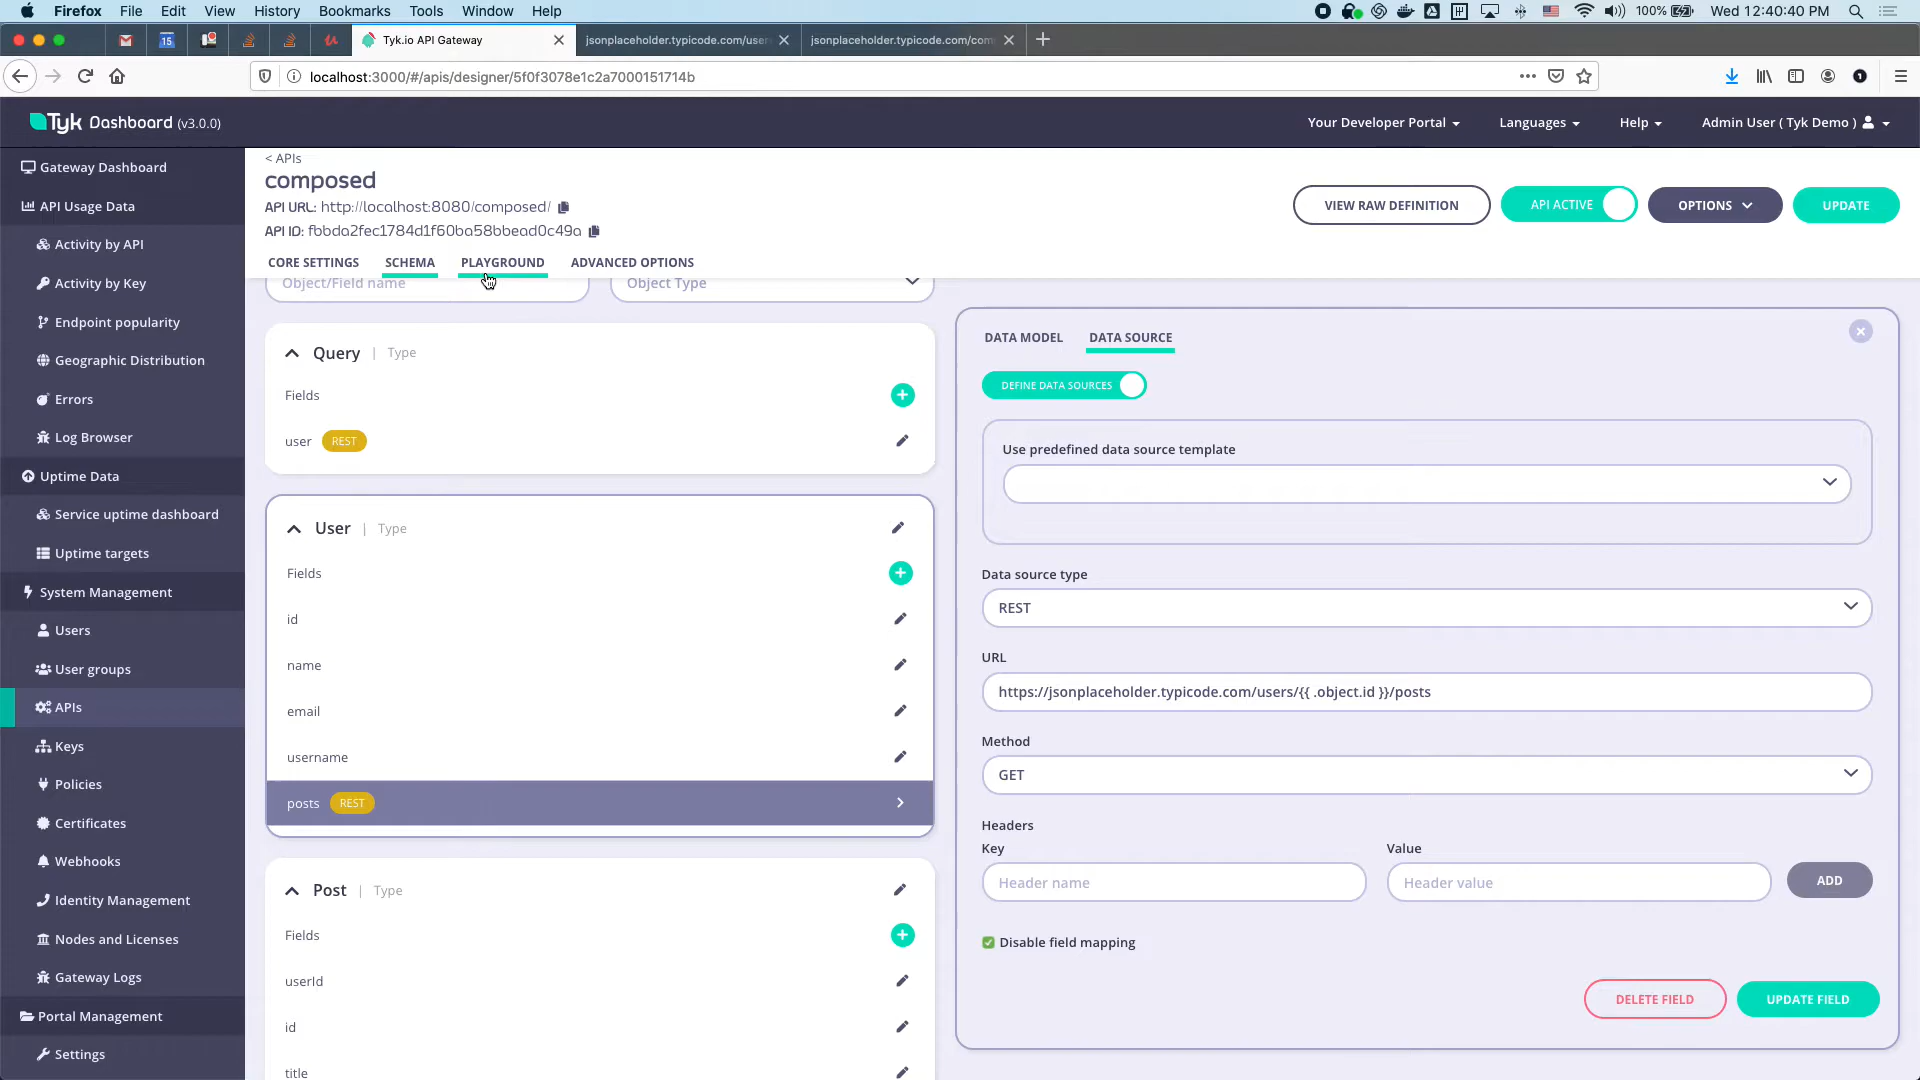 Firefox File Edit View History Bookmarks Tools Window Help 100% Wed 12:40:40 PM
15 Tyk.io API Gateway jsonplaceholder.typicode.com/user jsonplaceholder.typicode.com/com
localhost:3000/#/apis/designer/5f0f3078e1c2a7000151714b
Tyk Dashboard (v3.0.0) Your Developer Portal Languages Help Admin User ( Tyk Demo )
Gateway Dashboard
API Usage Data
Activity by API
Activity by Key
Endpoint popularity
Geographic Distribution
Errors
Log Browser
Uptime Data
Service uptime dashboard
Uptime targets
System Management
Users
User groups
APIs
Keys
Policies
Certificates
Webhooks
Identity Management
Nodes and Licenses
Gateway Logs
Portal Management
Settings
< APIs
composed
API URL: http://localhost:8080/composed/
API ID: fbbda2fec1784d1f60ba58bbead0c49a
VIEW RAW DEFINITION API ACTIVE OPTIONS UPDATE
CORE SETTINGS SCHEMA PLAYGROUND ADVANCED OPTIONS
Object/Field name Object Type
Query | Type
Fields
user REST
User | Type
Fields
id
name
email
username
posts REST
Post | Type
Fields
userId
id
title
DATA MODEL DATA SOURCE
DEFINE DATA SOURCES
Use predefined data source template
Data source type
REST
URL
https://jsonplaceholder.typicode.com/users/{{ .object.id }}/posts
Method
GET
Headers
Key Value
Header name Header value ADD
Disable field mapping
DELETE FIELD UPDATE FIELD